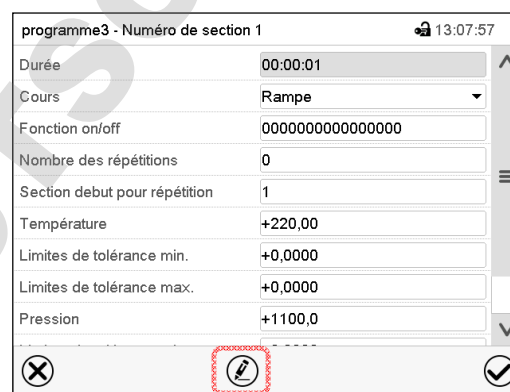 programme3 - Numéro de section 1 13:07:57
Durée 00:00:01
Cours Rampe
Fonction on/off 0000000000000000
Nombre des répétitions 0
Section debut pour répétition 1
Température +220,00
Limites de tolérance min. +0,0000
Limites de tolérance max. +0,0000
Pression +1100,0